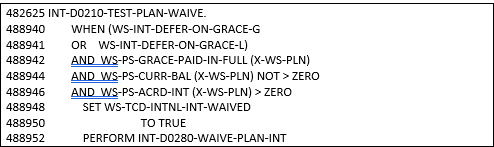 482625 INT-D0210-TEST-PLAN-WAIVE.
488940 WHEN (WS-INT-DEFER-ON-GRACE-G
488941 OR WS-INT-DEFER-ON-GRACE-L)
488942 AND WS-PS-GRACE-PAID-IN-FULL (X-WS-PLN)
488944 AND WS-PS-CURR-BAL (X-WS-PLN) NOT > ZERO
488946 AND WS-PS-ACRD-INT (X-WS-PLN) > ZERO
488948 SET WS-TCD-INTNL-INT-WAIVED
488950 TO TRUE
488952 PERFORM INT-D0280-WAIVE-PLAN-INT